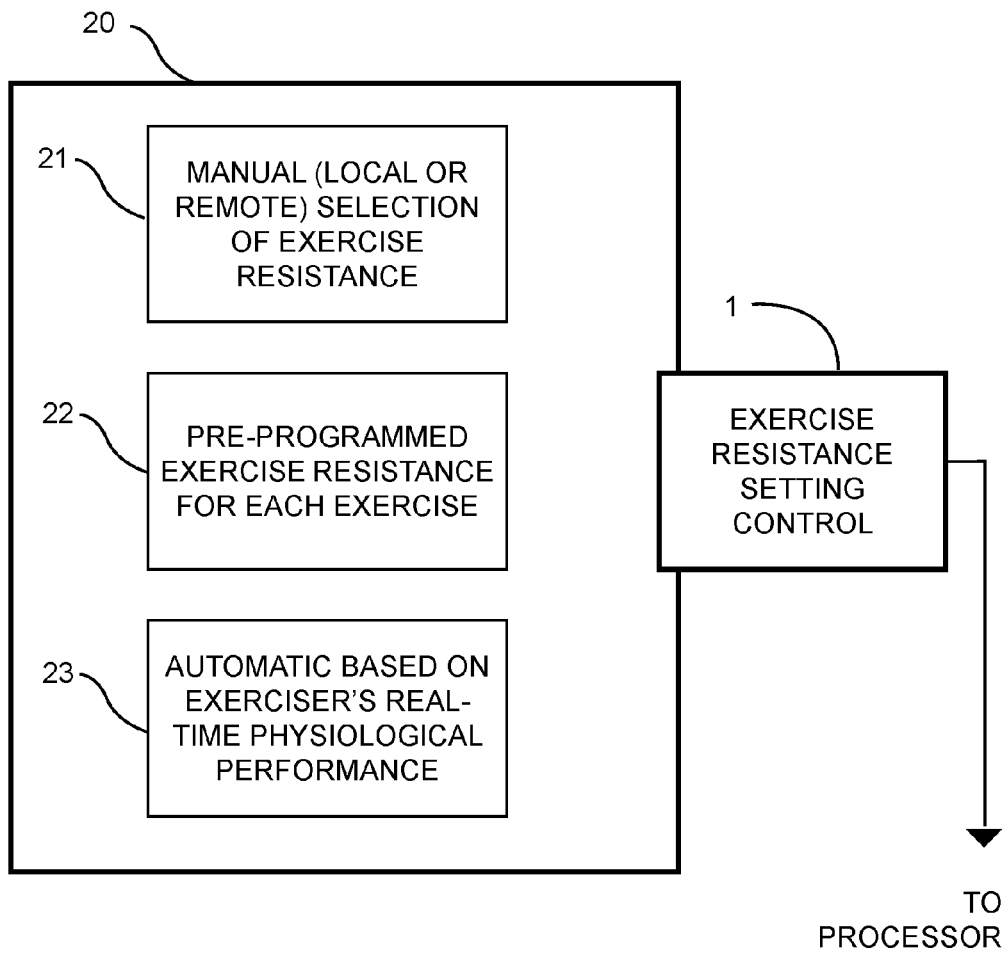 20
21
MANUAL (LOCAL OR
REMOTE) SELECTION
OF EXERCISE
RESISTANCE
1
22
PRE-PROGRAMMED
EXERCISE RESISTANCE
FOR EACH EXERCISE
EXERCISE
RESISTANCE
SETTING
CONTROL
23
AUTOMATIC BASED ON
EXERCISER'S REAL-
TIME PHYSIOLOGICAL
PERFORMANCE
TO
PROCESSOR